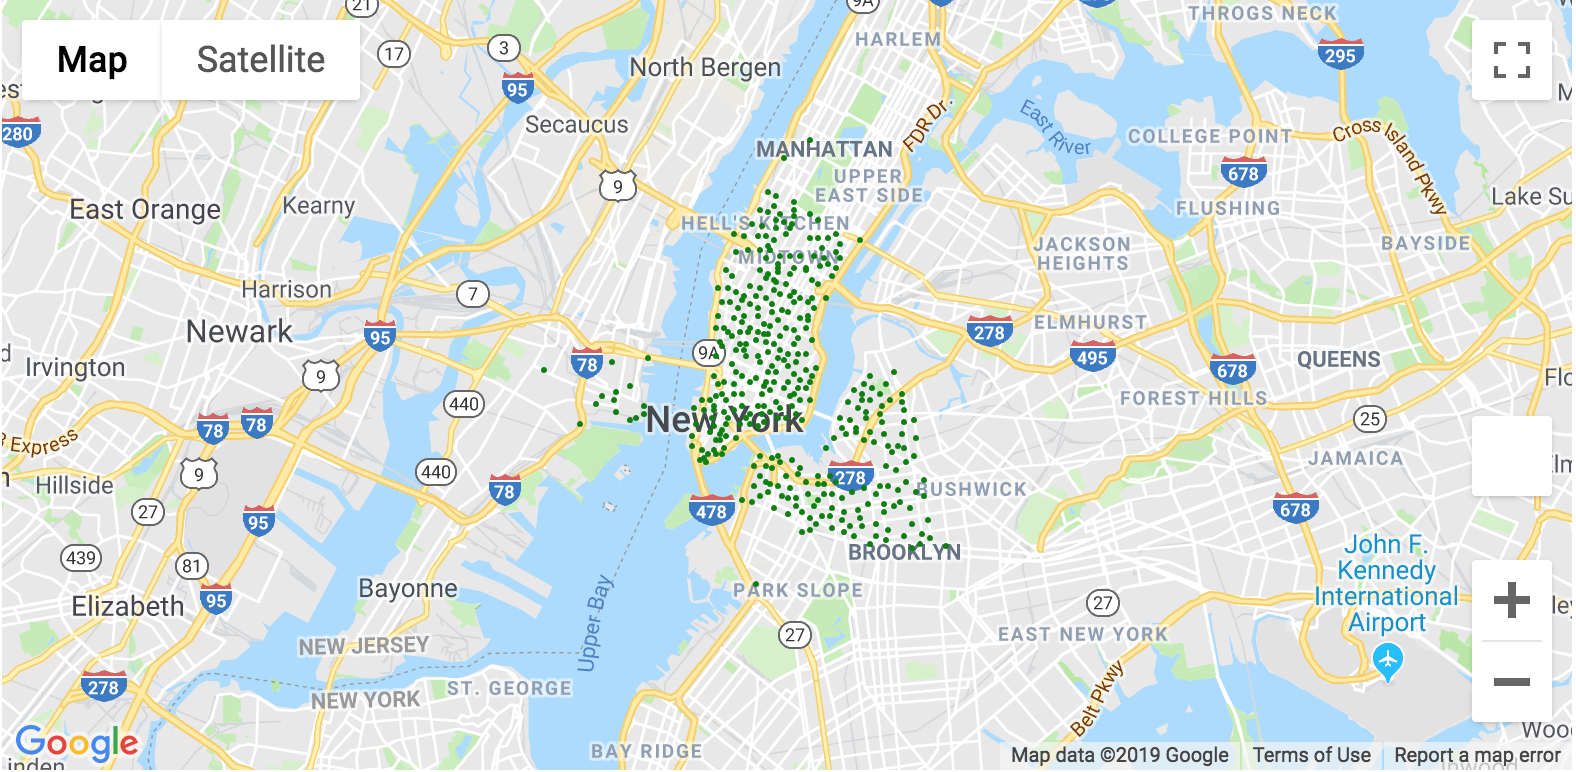 21
9A
THROGS NECK
Map
Satellite
17
3
HARLEM
295
North Bergen
95
280
Secaucus
FDR Dr.
East River
COLLEGE POINT
Cross Island Pkwy
MANHATTAN
678
9
UPPER
EAST SIDE
Lake Su
East Orange
Kearny
FLUSHING
HELL'S KITCHEN
JACKSON
HEIGHTS
BAYSIDE
MIDTOWN
Harrison
7
Newark
95
278
ELMHURST
9A
495
QUEENS
Irvington
78
678
9
Flo
440
FOREST HILLS
New York
25
78
78
Express
JAMAICA
9
440
278
Hillside
78
BUSHWICK
27
95
478
678
439
81
BROOKLYN
John F.
Kennedy
International
Airport
Bayonne
PARK SLOPE
95
Elizabeth
Upper Bay
27
27
EAST NEW YORK
NEW JERSEY
278
NEW YORK
ST. GEORGE
Belt Pkwy
Google
BAY RIDGE
Woo
Map data ©2019 Google
Terms of Use
Report a map error
inden